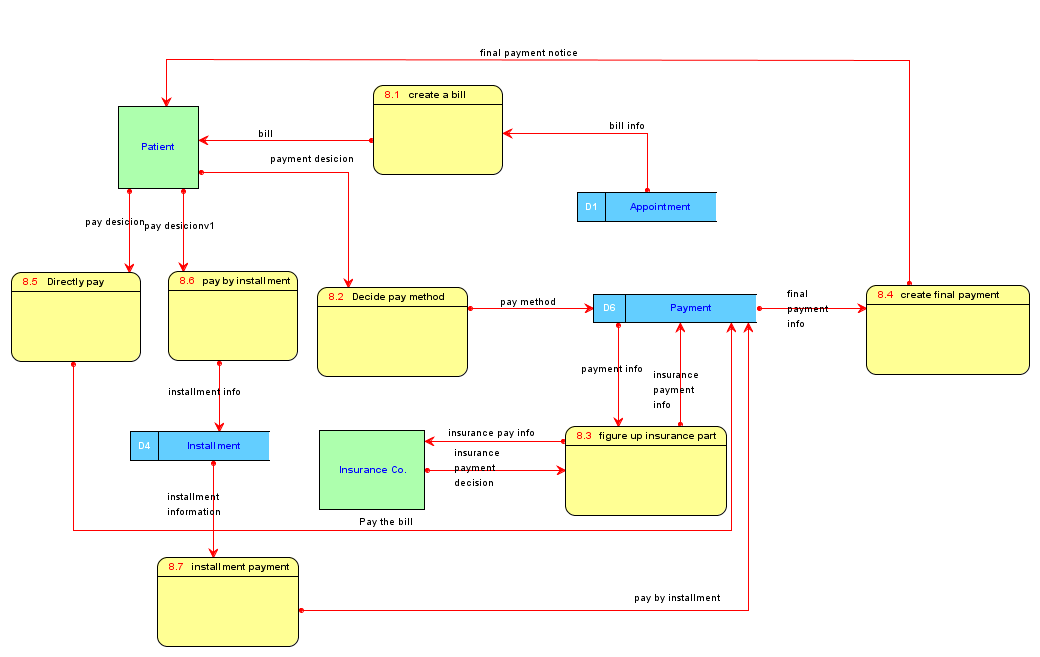 final payment notice
8.1 create a bill
bill info
bill
Patient
payment desicion
D1 Appointment
pay desicion
pay desicionv1
8.5 Directly pay
8.6 pay by installment
8.2 Decide pay method
pay method
D6 Payment
final
payment
info
8.4 create final payment
payment info
insurance
payment
info
installment info
D4 Installment
insurance pay info
8.3 figure up insurance part
Insurance Co.
insurance
payment
decision
installment
information
Pay the bill
8.7 installment payment
pay by installment